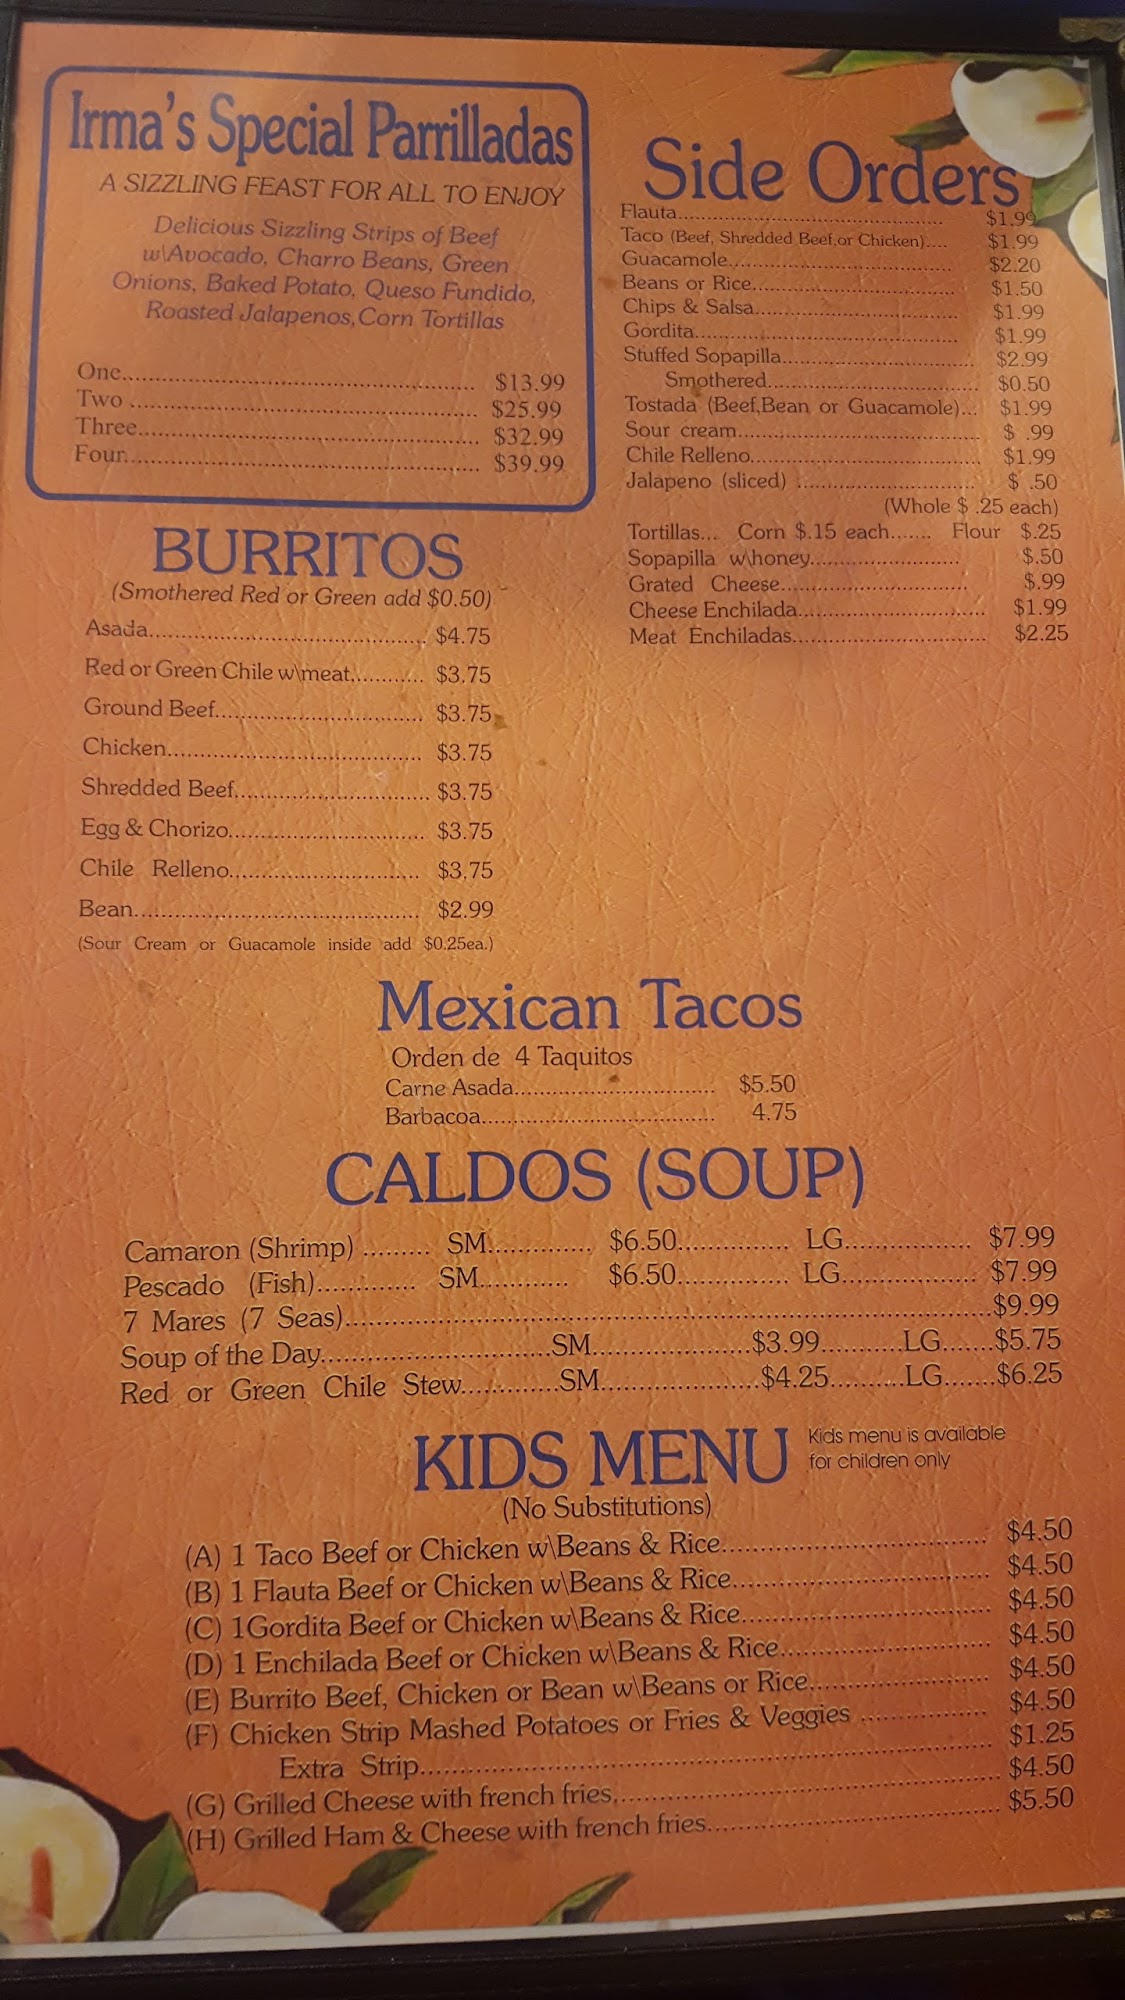 Irma's Special Parrilladas
A SIZZLING FEAST FOR ALL TO ENJOY
Delicious Sizzling Strips of Beef
w\Avocado, Charro Beans, Green
Onions, Baked Potato, Queso Fundido,
Roasted Jalapenos, Corn Tortillas
One.......... $13.99
Two .......... $25.99
Three.......... $32.99
Four.......... $39.99
BURRITOS
(Smothered Red or Green add $0.50)
Asada.......... $4.75
Red or Green Chile w\meat.......... $3.75
Ground Beef.......... $3.75
Chicken.......... $3.75
Shredded Beef.......... $3.75
Egg & Chorizo.......... $3.75
Chile Relleno.......... $3.75
Bean.......... $2.99
(Sour Cream or Guacamole inside add $0.25ea.)
Side Orders
Flauta.......... $1.99
Taco (Beef, Shredded Beef,or Chicken).... $1.99
Guacamole.......... $2.20
Beans or Rice.......... $1.50
Chips & Salsa.......... $1.99
Gordita.......... $1.99
Stuffed Sopapilla.......... $2.99
Smothered.......... $0.50
Tostada (Beef,Bean or Guacamole)... $1.99
Sour cream.......... $ .99
Chile Relleno.......... $1.99
Jalapeno (sliced) .......... $ .50
(Whole $ .25 each)
Tortillas... Corn $.15 each....... Flour $.25
Sopapilla w\honey.......... $.50
Grated Cheese.......... $.99
Cheese Enchilada.......... $1.99
Meat Enchiladas.......... $2.25
Mexican Tacos
Orden de 4 Taquitos
Carne Asada.......... $5.50
Barbacoa.......... 4.75
CALDOS (SOUP)
Camaron (Shrimp) ......... SM.......... $6.50.......... LG.......... $7.99
Pescado (Fish).......... SM.......... $6.50.......... LG.......... $7.99
7 Mares (7 Seas)..........$9.99
Soup of the Day..........SM..........$3.99..........LG.......$5.75
Red or Green Chile Stew..........SM..........$4.25..........LG.......$6.25
KIDS MENU
Kids menu is available
for children only
(No Substitutions)
(A) 1 Taco Beef or Chicken w\Beans & Rice.......... $4.50
(B) 1 Flauta Beef or Chicken w\Beans & Rice.......... $4.50
(C) 1Gordita Beef or Chicken w\Beans & Rice.......... $4.50
(D) 1 Enchilada Beef or Chicken w\Beans & Rice.......... $4.50
(E) Burrito Beef, Chicken or Bean w\Beans or Rice.......... $4.50
(F) Chicken Strip Mashed Potatoes or Fries & Veggies .......... $4.50
Extra Strip.......... $1.25
(G) Grilled Cheese with french fries.......... $4.50
(H) Grilled Ham & Cheese with french fries.......... $5.50